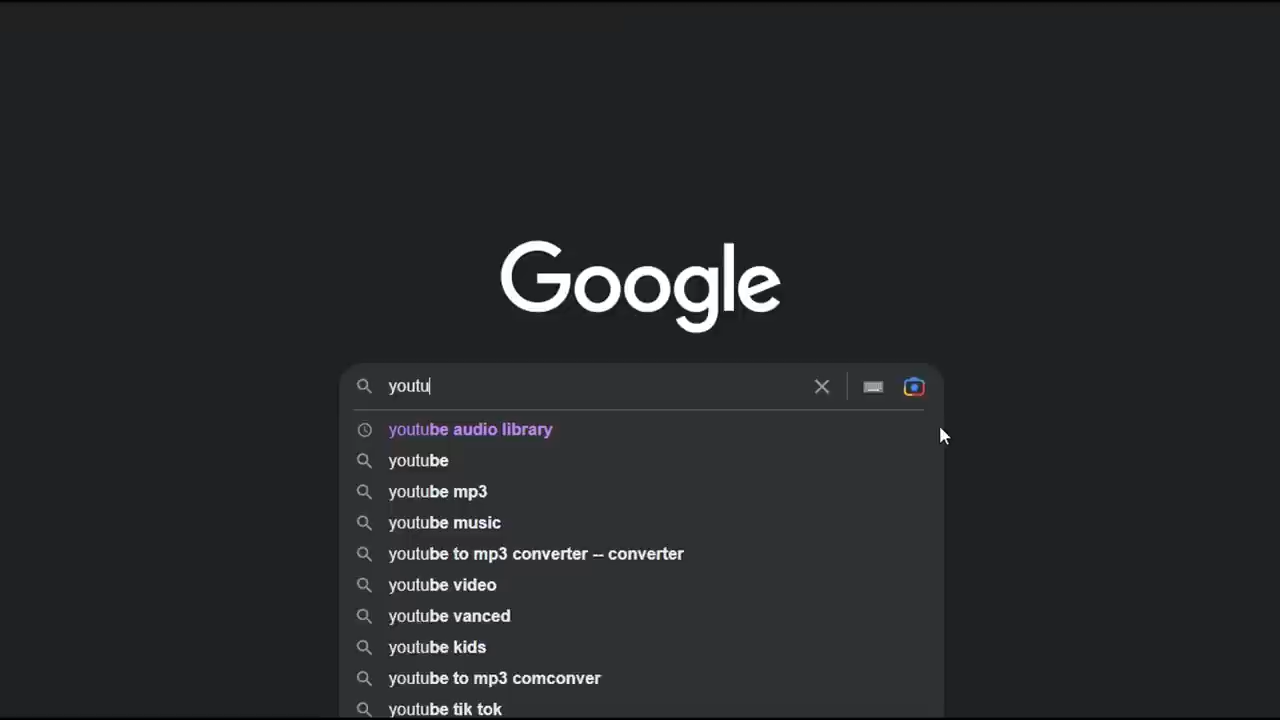 Google
youtu
youtube audio library
youtube
youtube mp3
youtube music
youtube to mp3 converter -- converter
youtube video
youtube vanced
youtube kids
youtube to mp3 comconver
youtube tik tok